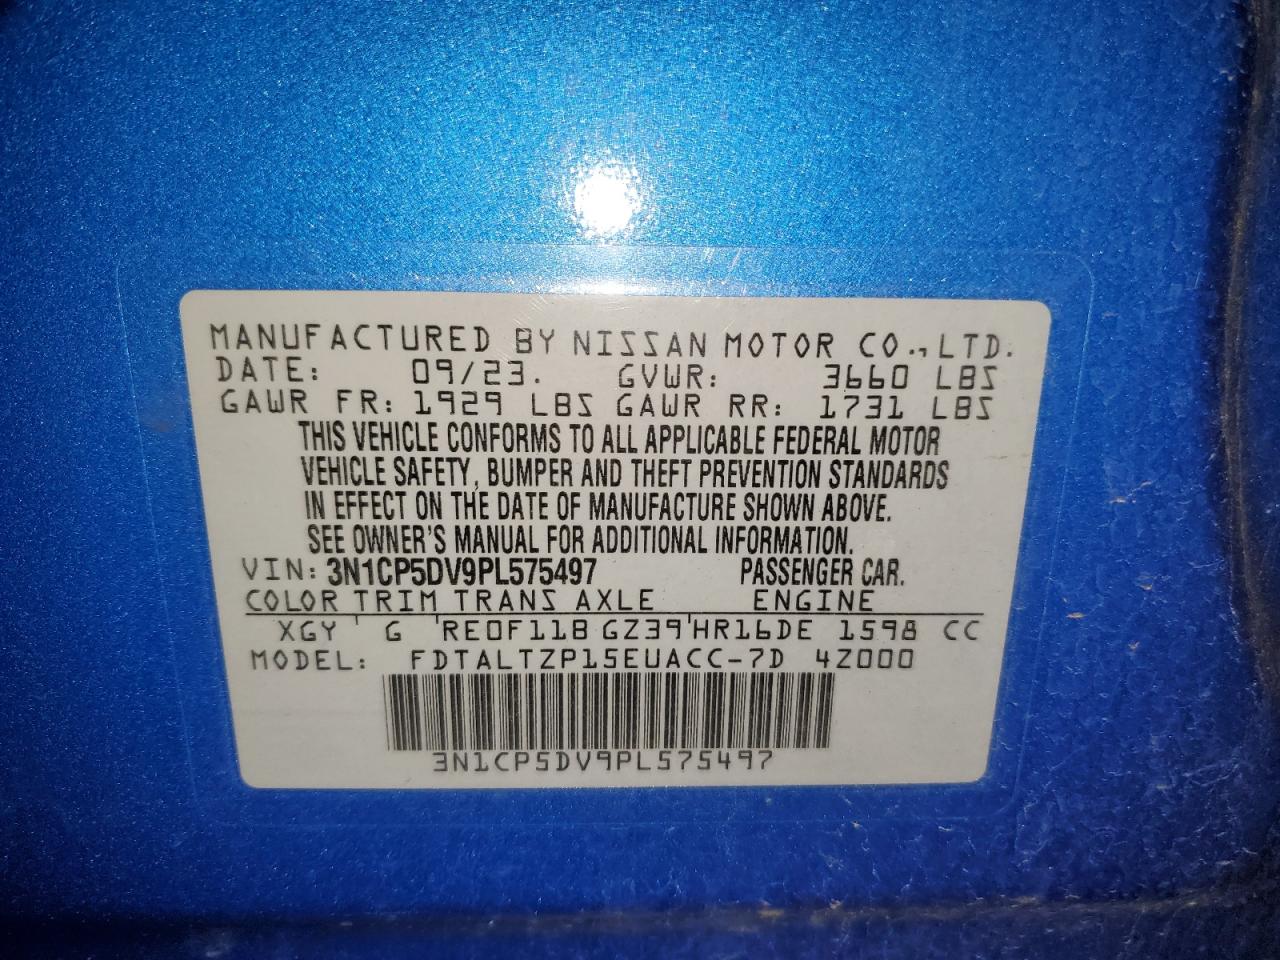 MANUFACTURED BY NISSAN MOTOR CO.,LTD.
DATE: 09/23. GVWR: 3660 LBS
GAWR FR: 1929 LBS GAWR RR: 1731 LBS
THIS VEHICLE CONFORMS TO ALL APPLICABLE FEDERAL MOTOR
VEHICLE SAFETY, BUMPER AND THEFT PREVENTION STANDARDS
IN EFFECT ON THE DATE OF MANUFACTURE SHOWN ABOVE.
SEE OWNER'S MANUAL FOR ADDITIONAL INFORMATION.
VIN: 3N1CP5DV9PL575497 PASSENGER CAR.
COLOR TRIM TRANS AXLE ENGINE
XGY ' G 'RE0F11B GZ39'HR16DE 1598 CC
MODEL: FDTALTZP15EUACC-7D 4Z000
3N1CP5DV9PL575497